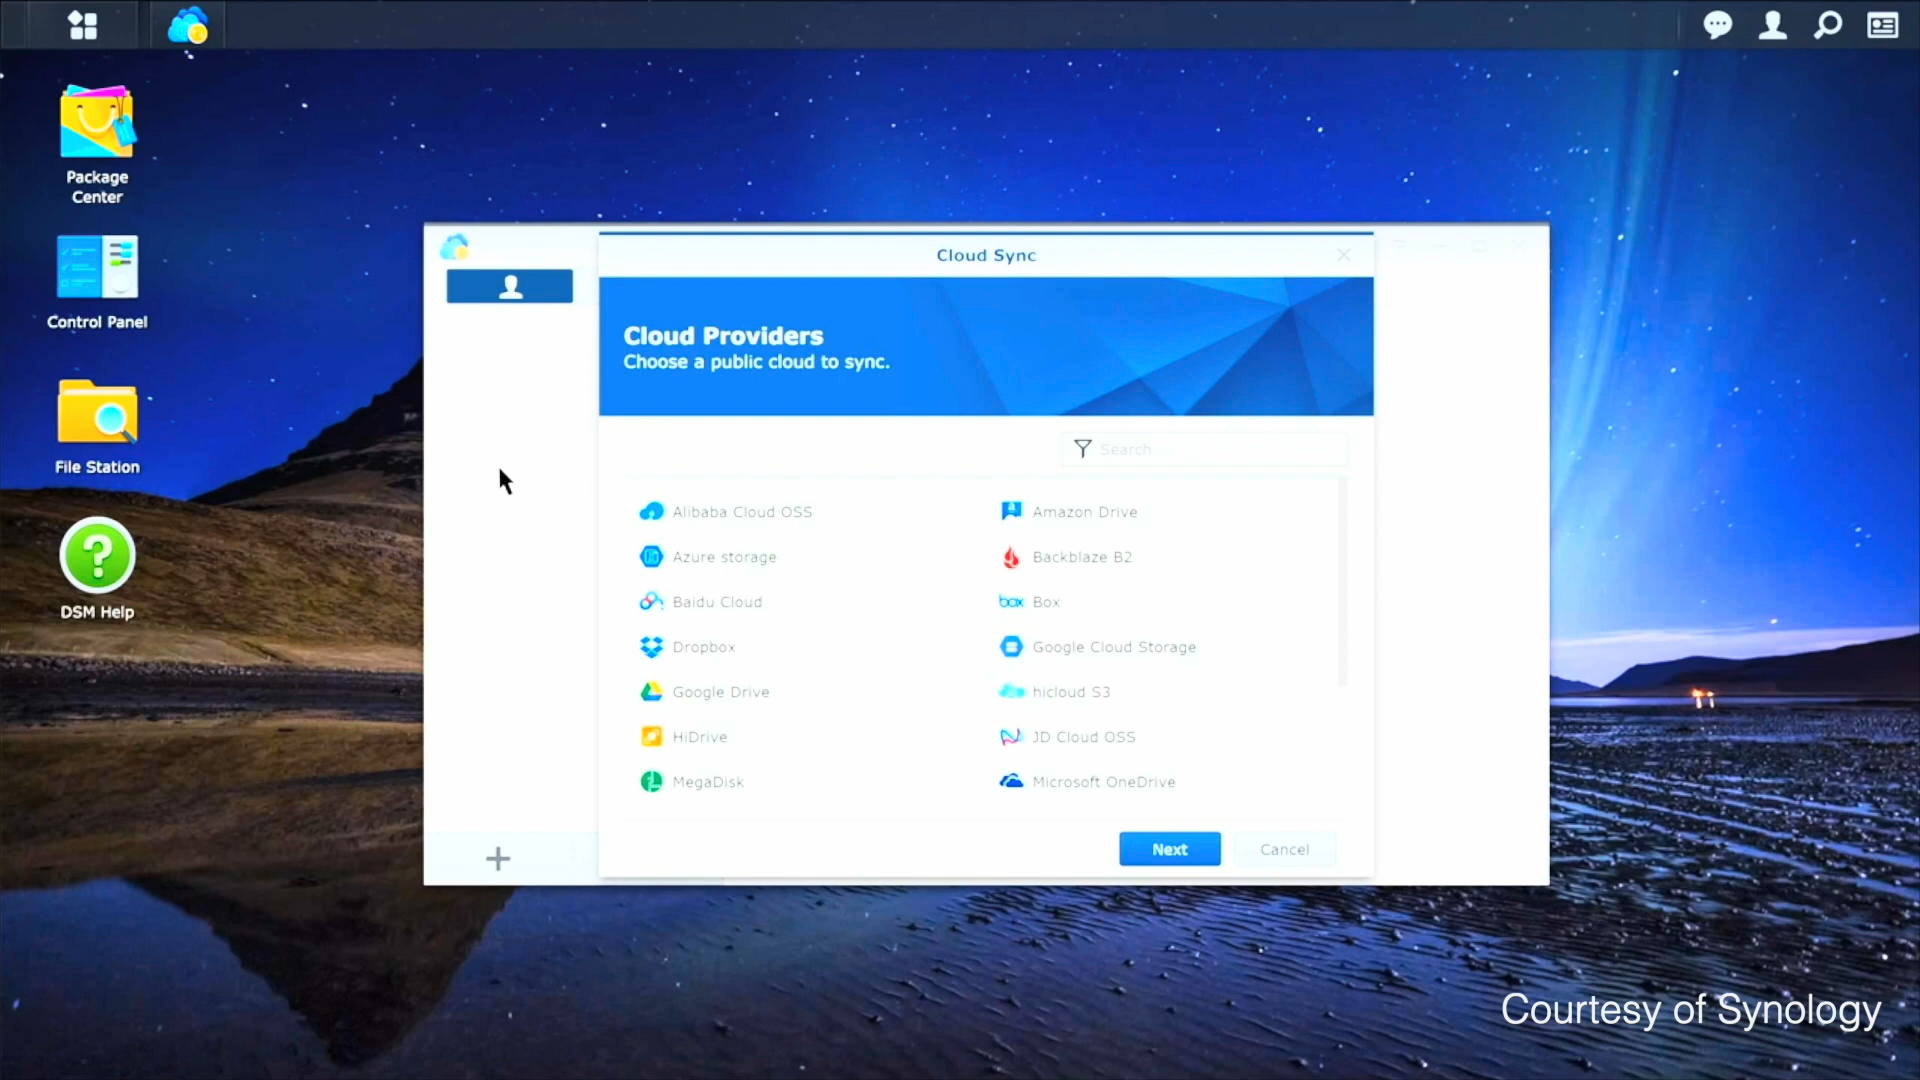 Package
Center
Control Panel
File Station
DSM Help
Cloud Sync
Cloud Providers
Choose a public cloud to sync.
Search
Alibaba Cloud OSS
Amazon Drive
Azure storage
Backblaze B2
Baidu Cloud
box Box
Dropbox
Google Cloud Storage
Google Drive
hicloud S3
HiDrive
JD Cloud OSS
MegaDisk
Microsoft OneDrive
Next
Cancel
Courtesy of Synology